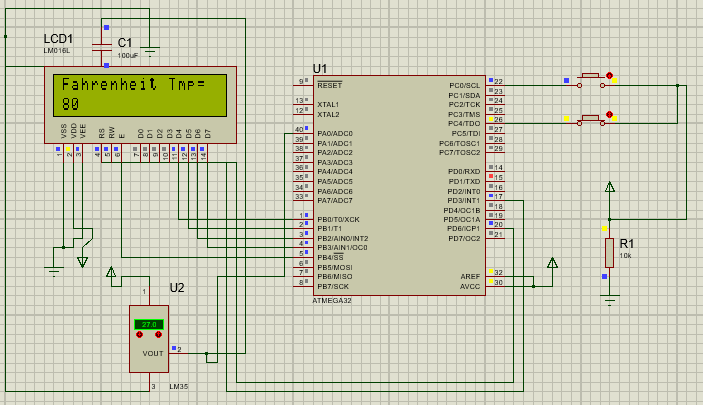 LCD1
LM016L
C1
100uF
Fahrenheit Tmp=
80
VSS VDD VEE RS RW E D0 D1 D2 D3 D4 D5 D6 D7
1 2 3 4 5 6 7 8 9 10 11 12 13 14
U1
9 RESET PC0/SCL 22
PC1/SDA 23
13 XTAL1 PC2/TCK 24
12 XTAL2 PC3/TMS 25
PC4/TDO 26
40 PA0/ADC0 PC5/TDI 27
39 PA1/ADC1 PC6/TOSC1 28
38 PA2/ADC2 PC7/TOSC2 29
37 PA3/ADC3
36 PA4/ADC4 PD0/RXD 14
35 PA5/ADC5 PD1/TXD 15
34 PA6/ADC6 PD2/INT0 16
33 PA7/ADC7 PD3/INT1 17
PD4/OC1B 18
1 PB0/T0/XCK PD5/OC1A 19
2 PB1/T1 PD6/ICP1 20
3 PB2/AIN0/INT2 PD7/OC2 21
4 PB3/AIN1/OC0
5 PB4/SS
6 PB5/MOSI
7 PB6/MISO AREF 32
8 PB7/SCK AVCC 30
ATMEGA32
R1
10k
U2
1
27.0
VOUT 2
3
LM35